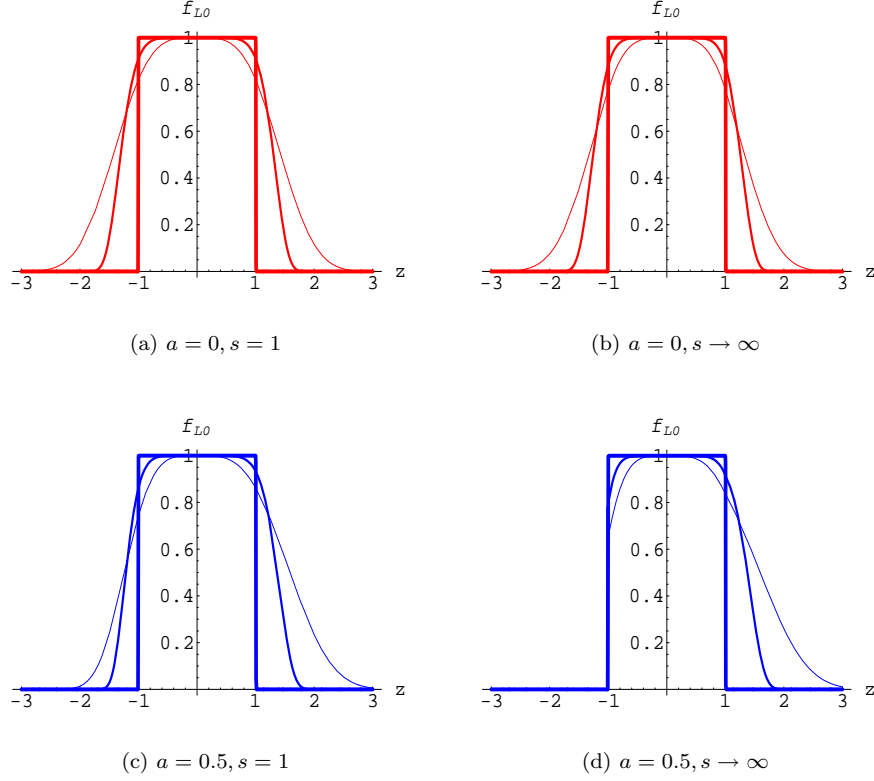 f_{L0} f_{L0}
1 1
0.8 0.8
0.6 0.6
0.4 0.4
0.2 0.2
-3 -2 -1 1 2 3 z -3 -2 -1 1 2 3 z
(a) a = 0, s = 1 (b) a = 0, s → ∞
f_{L0} f_{L0}
1 1
0.8 0.8
0.6 0.6
0.4 0.4
0.2 0.2
-3 -2 -1 1 2 3 z -3 -2 -1 1 2 3 z
(c) a = 0.5, s = 1 (d) a = 0.5, s → ∞